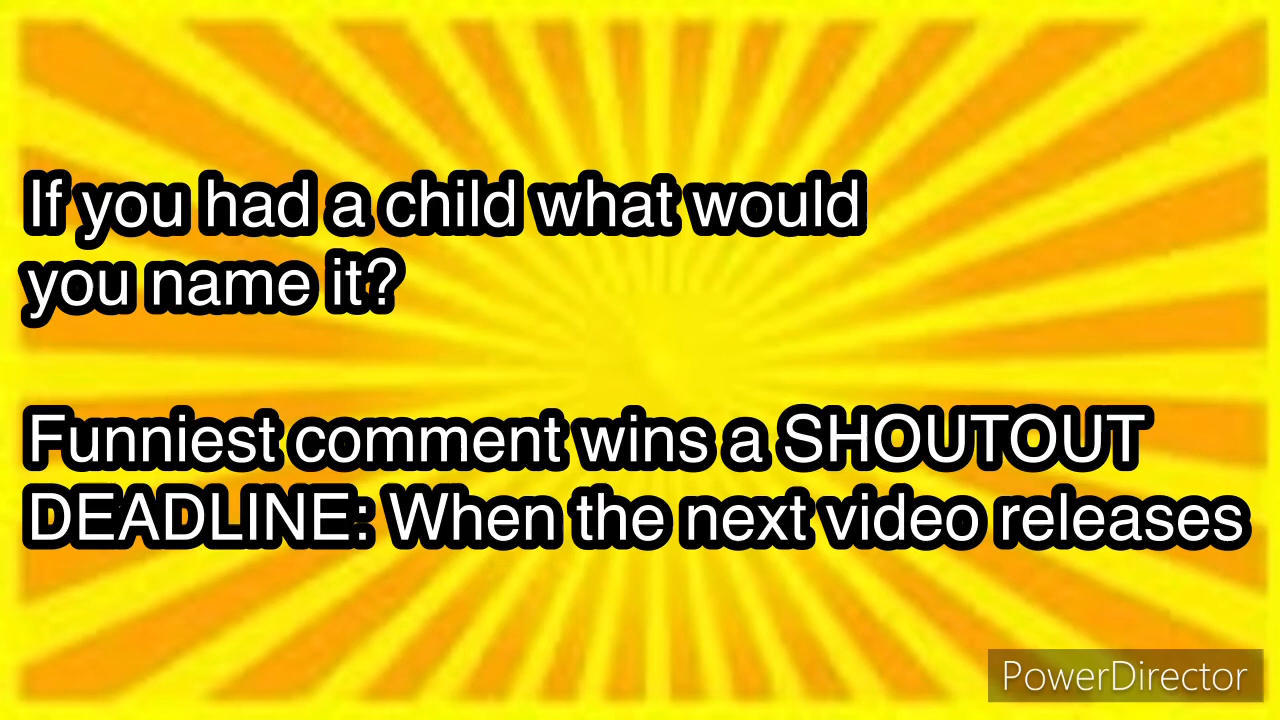 If you had a child what would
you name it?
Funniest comment wins a SHOUTOUT
DEADLINE: When the next video releases
PowerDirector